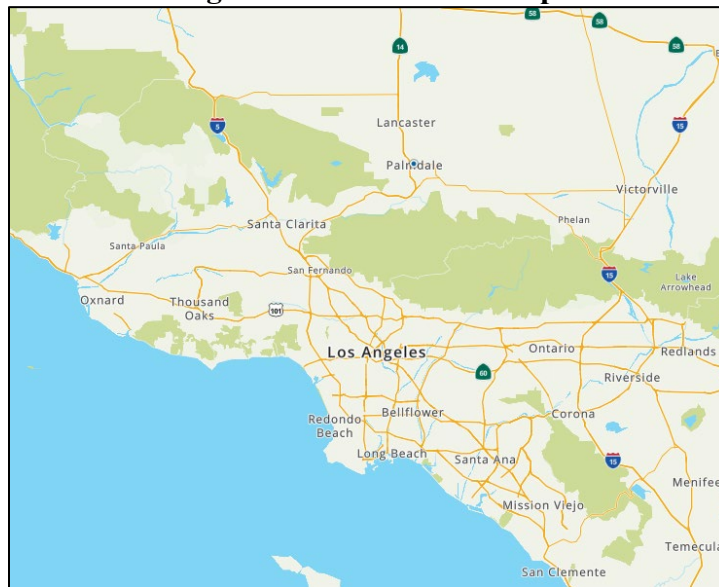 58
58
14
58
Lancaster
5
15
Palmdale
Victorville
Santa Clarita
Phelan
Santa Paula
San Fernando
15
Lake
Arrowhead
Oxnard
Thousand
Oaks
101
Los Angeles
Ontario
Redlands
60
Riverside
Redondo
Beach
Bellflower
Corona
Long Beach
Santa Ana
15
Menifee
Mission Viejo
Temecula
San Clemente